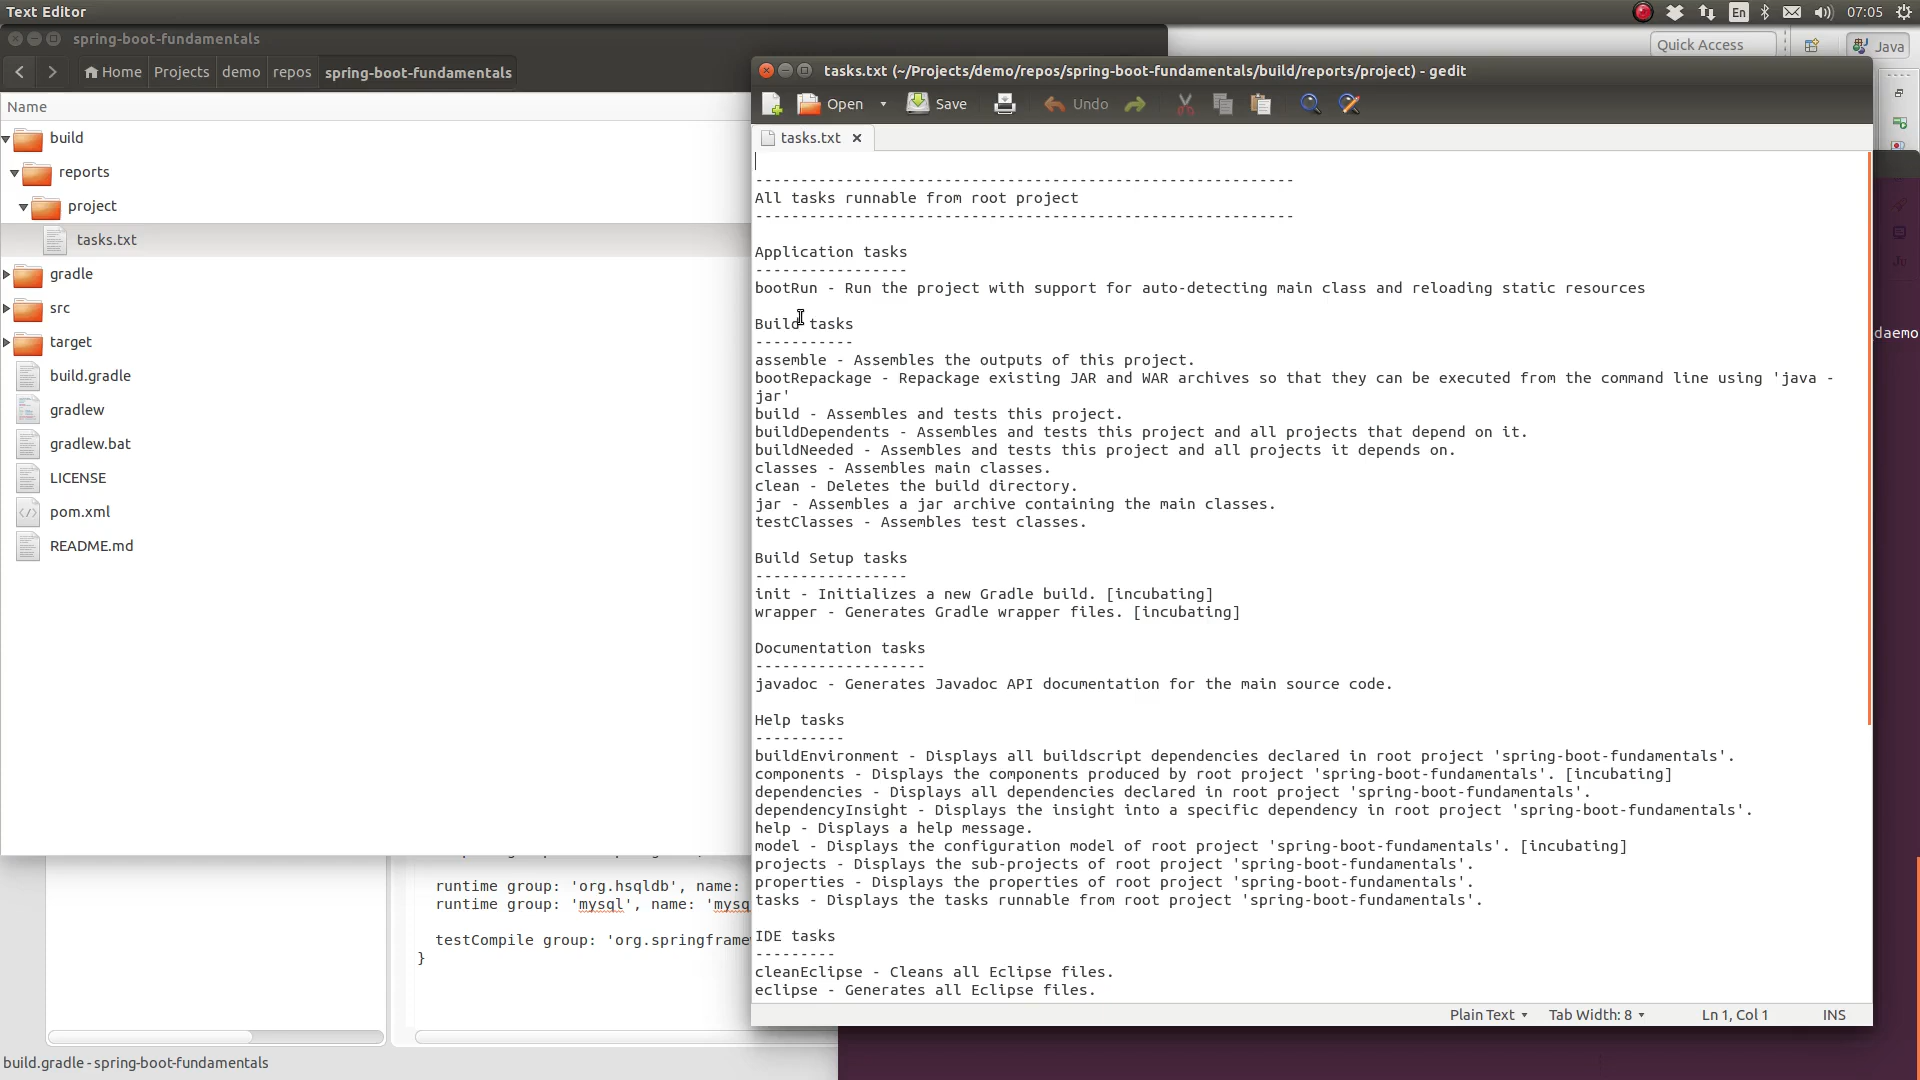 Text Editor
En
07:05
spring-boot-fundamentals
Quick Access
Java
Home
Projects
demo
repos
spring-boot-fundamentals
tasks.txt (~/Projects/demo/repos/spring-boot-fundamentals/build/reports/project) - gedit
Open
Save
Undo
Name
build
reports
project
tasks.txt
gradle
src
target
build.gradle
gradlew
gradlew.bat
LICENSE
pom.xml
README.md
tasks.txt
------------------------------------------------------------
All tasks runnable from root project
------------------------------------------------------------
Application tasks
-----------------
bootRun - Run the project with support for auto-detecting main class and reloading static resources
Build tasks
-----------
assemble - Assembles the outputs of this project.
bootRepackage - Repackage existing JAR and WAR archives so that they can be executed from the command line using 'java -
jar'
build - Assembles and tests this project.
buildDependents - Assembles and tests this project and all projects that depend on it.
buildNeeded - Assembles and tests this project and all projects it depends on.
classes - Assembles main classes.
clean - Deletes the build directory.
jar - Assembles a jar archive containing the main classes.
testClasses - Assembles test classes.
Build Setup tasks
-----------------
init - Initializes a new Gradle build. [incubating]
wrapper - Generates Gradle wrapper files. [incubating]
Documentation tasks
-------------------
javadoc - Generates Javadoc API documentation for the main source code.
Help tasks
----------
buildEnvironment - Displays all buildscript dependencies declared in root project 'spring-boot-fundamentals'.
components - Displays the components produced by root project 'spring-boot-fundamentals'. [incubating]
dependencies - Displays all dependencies declared in root project 'spring-boot-fundamentals'.
dependencyInsight - Displays the insight into a specific dependency in root project 'spring-boot-fundamentals'.
help - Displays a help message.
model - Displays the configuration model of root project 'spring-boot-fundamentals'. [incubating]
projects - Displays the sub-projects of root project 'spring-boot-fundamentals'.
properties - Displays the properties of root project 'spring-boot-fundamentals'.
tasks - Displays the tasks runnable from root project 'spring-boot-fundamentals'.
IDE tasks
---------
cleanEclipse - Cleans all Eclipse files.
eclipse - Generates all Eclipse files.
Plain Text
Tab Width: 8
Ln 1, Col 1
INS
daemo
runtime group: 'org.hsqldb', name:
runtime group: 'mysql', name: 'mysq
testCompile group: 'org.springframe
}
build.gradle - spring-boot-fundamentals